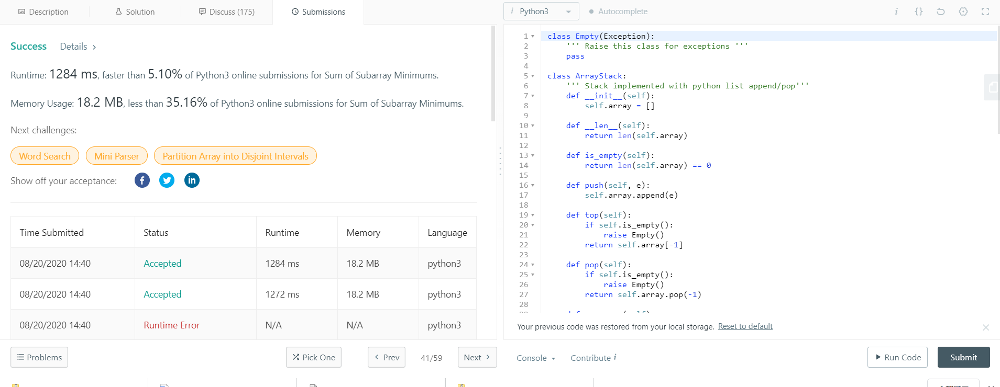 Description
Solution
Discuss (175)
Submissions
Success Details >
Runtime: 1284 ms, faster than 5.10% of Python3 online submissions for Sum of Subarray Minimums.
Memory Usage: 18.2 MB, less than 35.16% of Python3 online submissions for Sum of Subarray Minimums.
Next challenges:
Word Search Mini Parser Partition Array into Disjoint Intervals
Show off your acceptance:
Time Submitted Status Runtime Memory Language
08/20/2020 14:40 Accepted 1284 ms 18.2 MB python3
08/20/2020 14:40 Accepted 1272 ms 18.2 MB python3
08/20/2020 14:40 Runtime Error N/A N/A python3
Problems Pick One < Prev 41/59 Next >
i Python3 Autocomplete i {}
1 class Empty(Exception):
2 ''' Raise this class for exceptions '''
3 pass
4
5 class ArrayStack:
6 ''' Stack implemented with python list append/pop'''
7 def __init__(self):
8 self.array = []
9
10 def __len__(self):
11 return len(self.array)
12
13 def is_empty(self):
14 return len(self.array) == 0
15
16 def push(self, e):
17 self.array.append(e)
18
19 def top(self):
20 if self.is_empty():
21 raise Empty()
22 return self.array[-1]
23
24 def pop(self):
25 if self.is_empty():
26 raise Empty()
27 return self.array.pop(-1)
28
Your previous code was restored from your local storage. Reset to default
Console Contribute i Run Code Submit